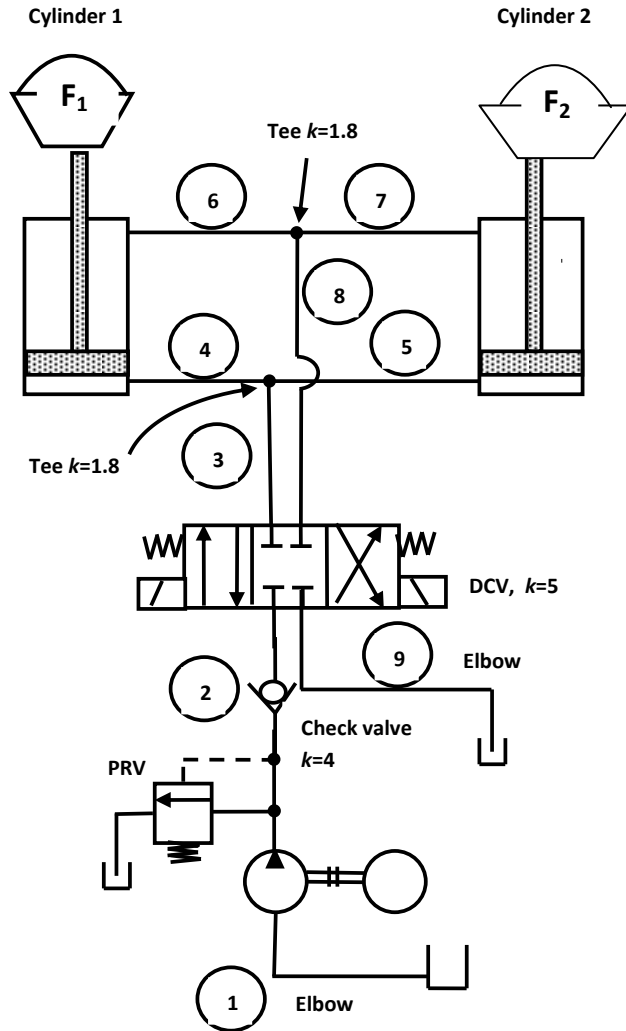 Cylinder 1
Cylinder 2
F1
F2
Tee k=1.8
6
7
8
4
5
3
Tee k=1.8
DCV, k=5
9
Elbow
2
Check valve
k=4
PRV
1
Elbow